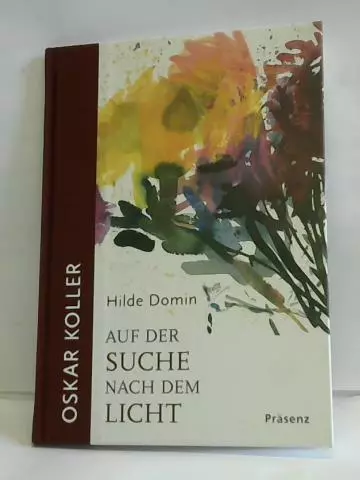 OSKAR KOLLER
Hilde Domin
AUF DER
SUCHE
NACH DEM
LICHT
Präsenz